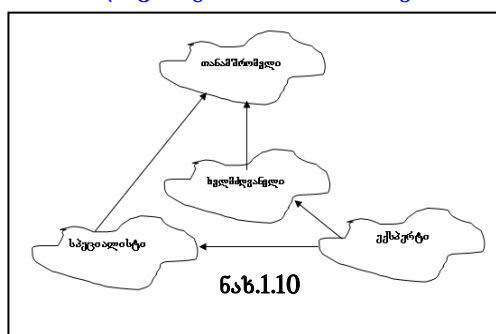 თანამშრომელი
ხელმძღვანელი
სპეციალისტი
ექსპერტი
ნახ.1.10